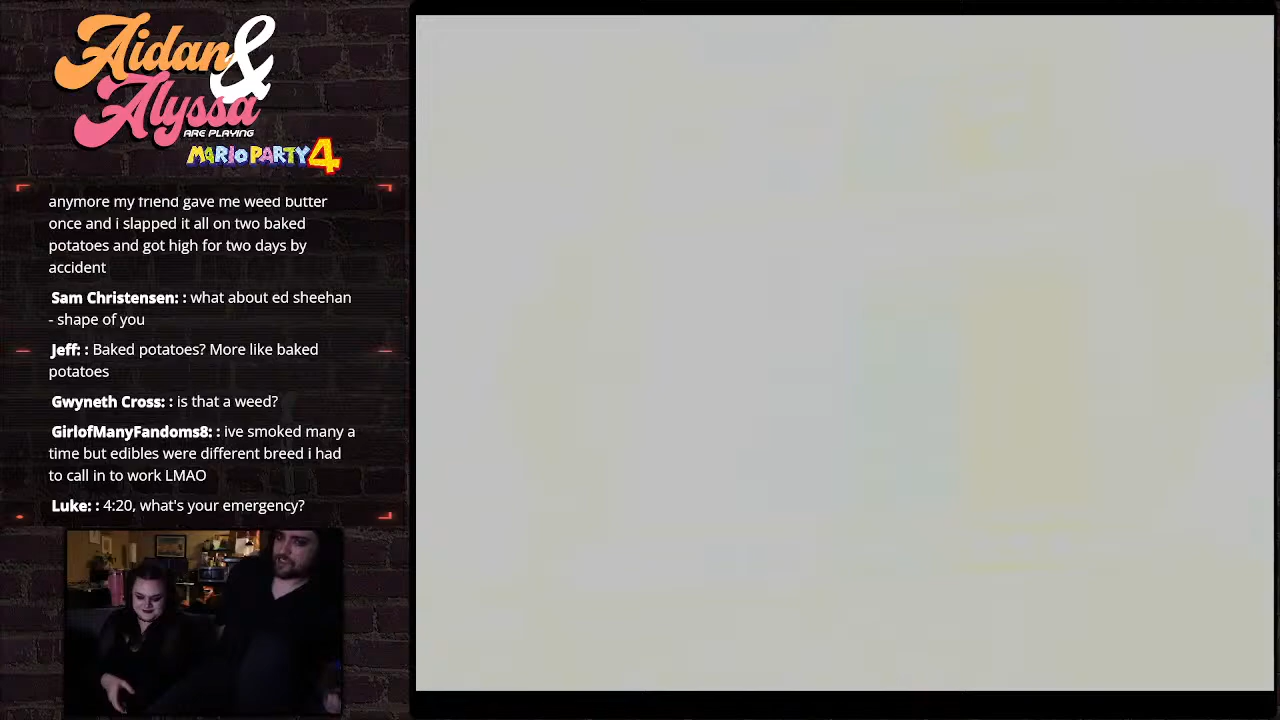 Aidan &
Alyssa
ARE PLAYING
MARIO PARTY 4
anymore my friend gave me weed butter
once and i slapped it all on two baked
potatoes and got high for two days by
accident
Sam Christensen: : what about ed sheehan
- shape of you
Jeff: : Baked potatoes? More like baked
potatoes
Gwyneth Cross: : is that a weed?
GirlofManyFandoms8: : ive smoked many a
time but edibles were different breed i had
to call in to work LMAO
Luke: : 4:20, what's your emergency?